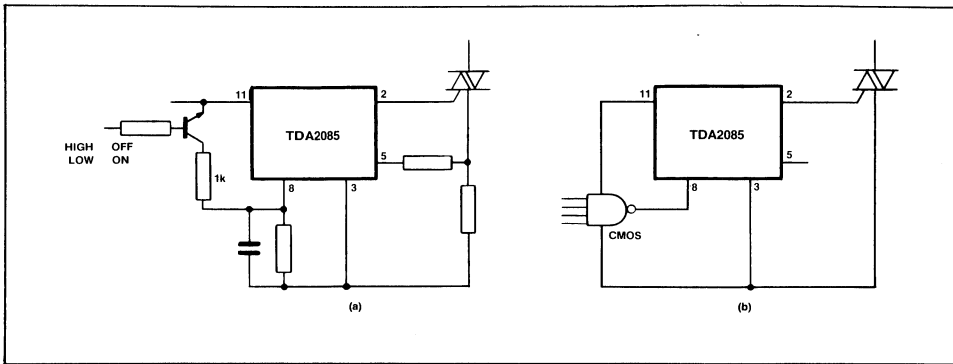 11
2
TDA2085
5
HIGH OFF
LOW ON
1k
8
3
(a)
11
2
TDA2085
5
8
3
CMOS
(b)